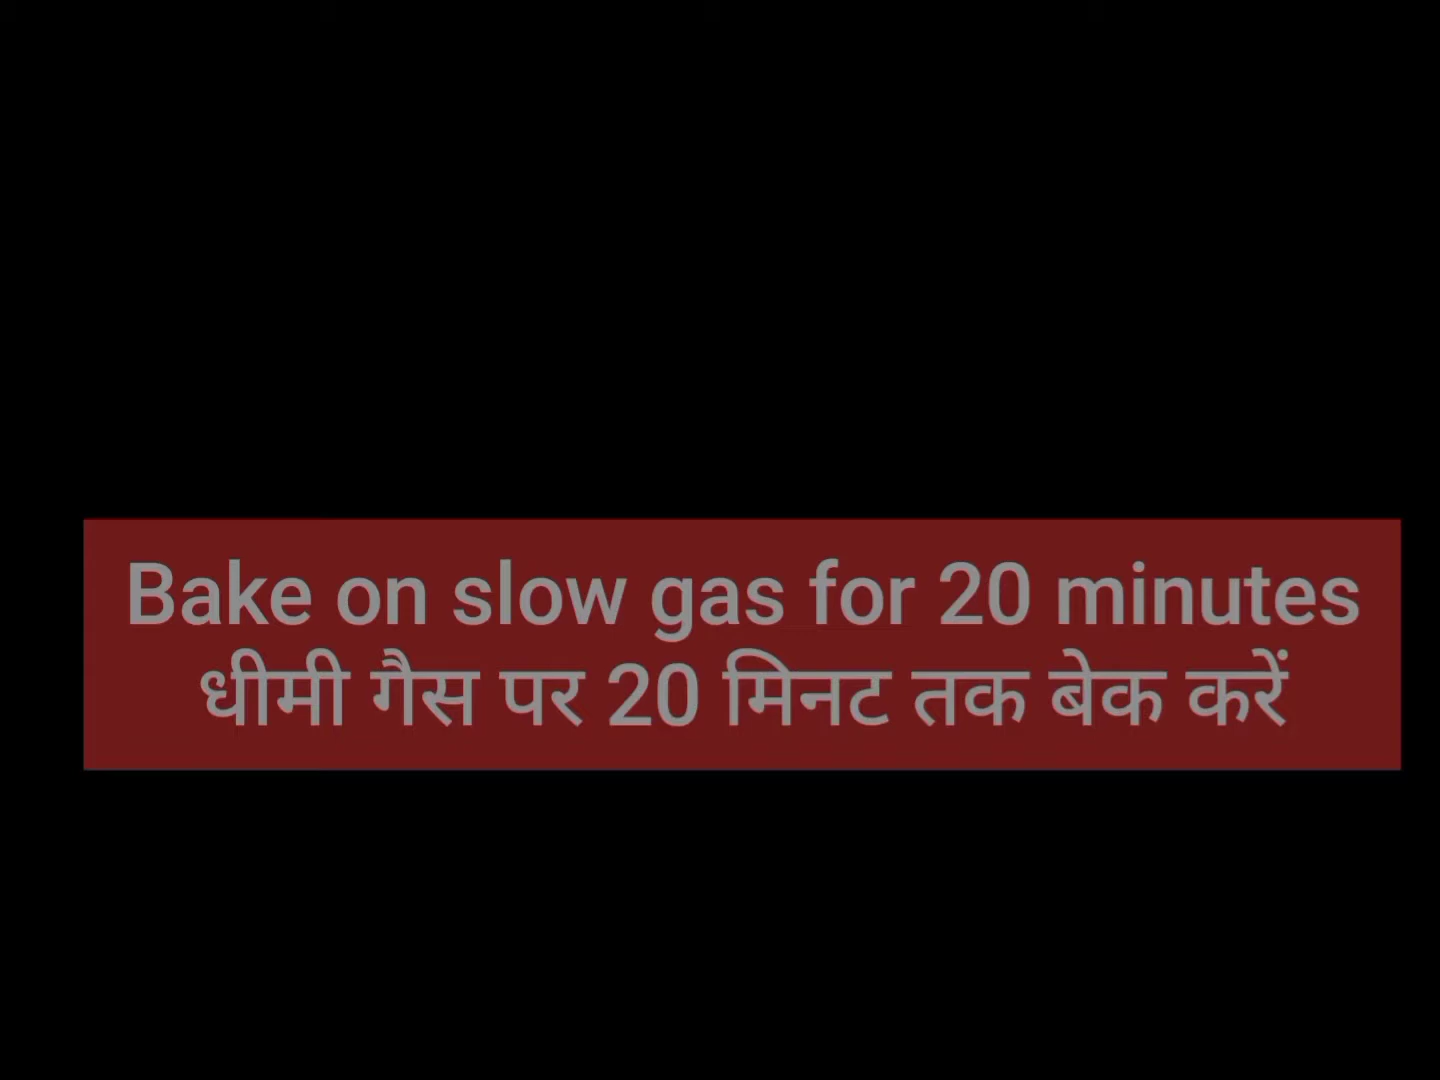 Bake on slow gas for 20 minutes
धीमी गैस पर 20 मिनट तक बेक करें